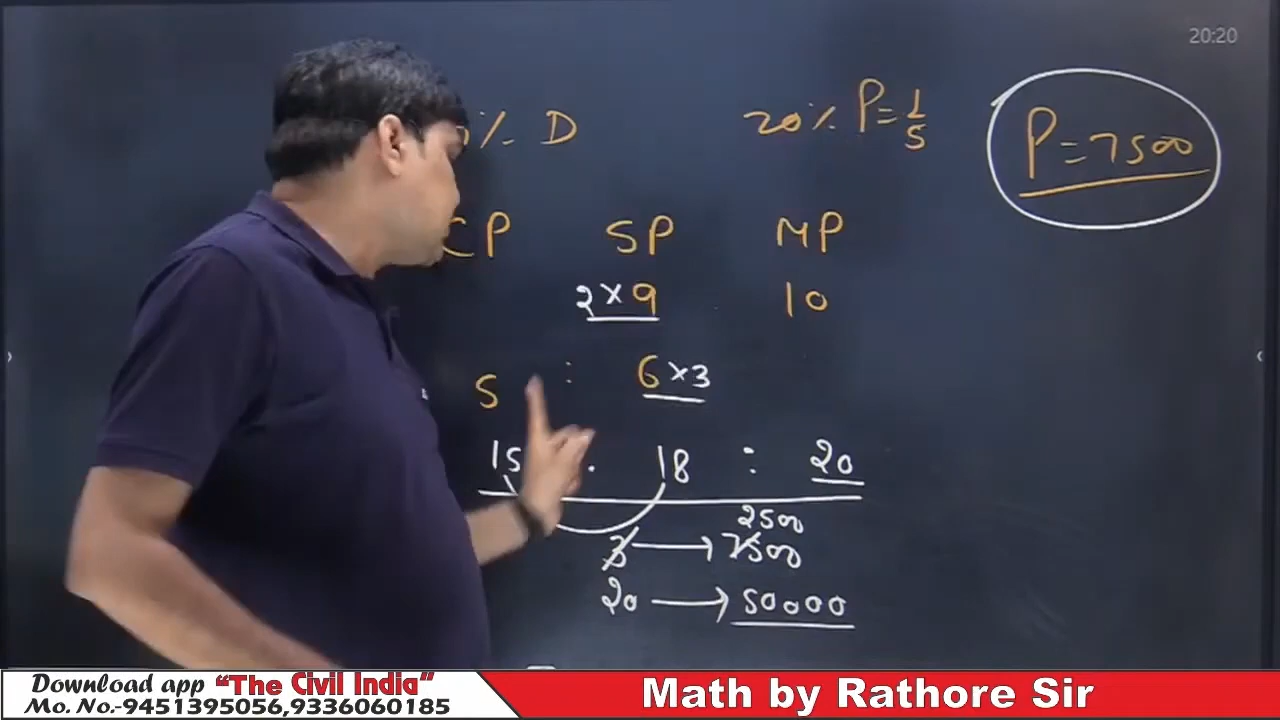 20:20
% D 20% P=1/5 P=7500
CP SP MP
2×9 10
5 : 6×3
15 : 18 : 20
2500
3 → 7500
20 → 50000
Download app "The Civil India"
Mo. No.-9451395056,9336060185
Math by Rathore Sir